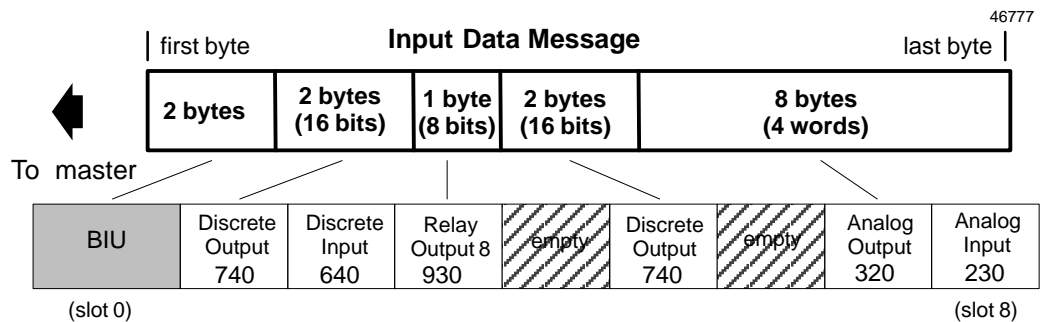 46777
first byte
Input Data Message
last byte
2 bytes
2 bytes
(16 bits)
1 byte
(8 bits)
2 bytes
(16 bits)
8 bytes
(4 words)
To master
BIU
Discrete
Output
740
Discrete
Input
640
Relay
Output 8
930
empty
Discrete
Output
740
empty
Analog
Output
320
Analog
Input
230
(slot 0)
(slot 8)